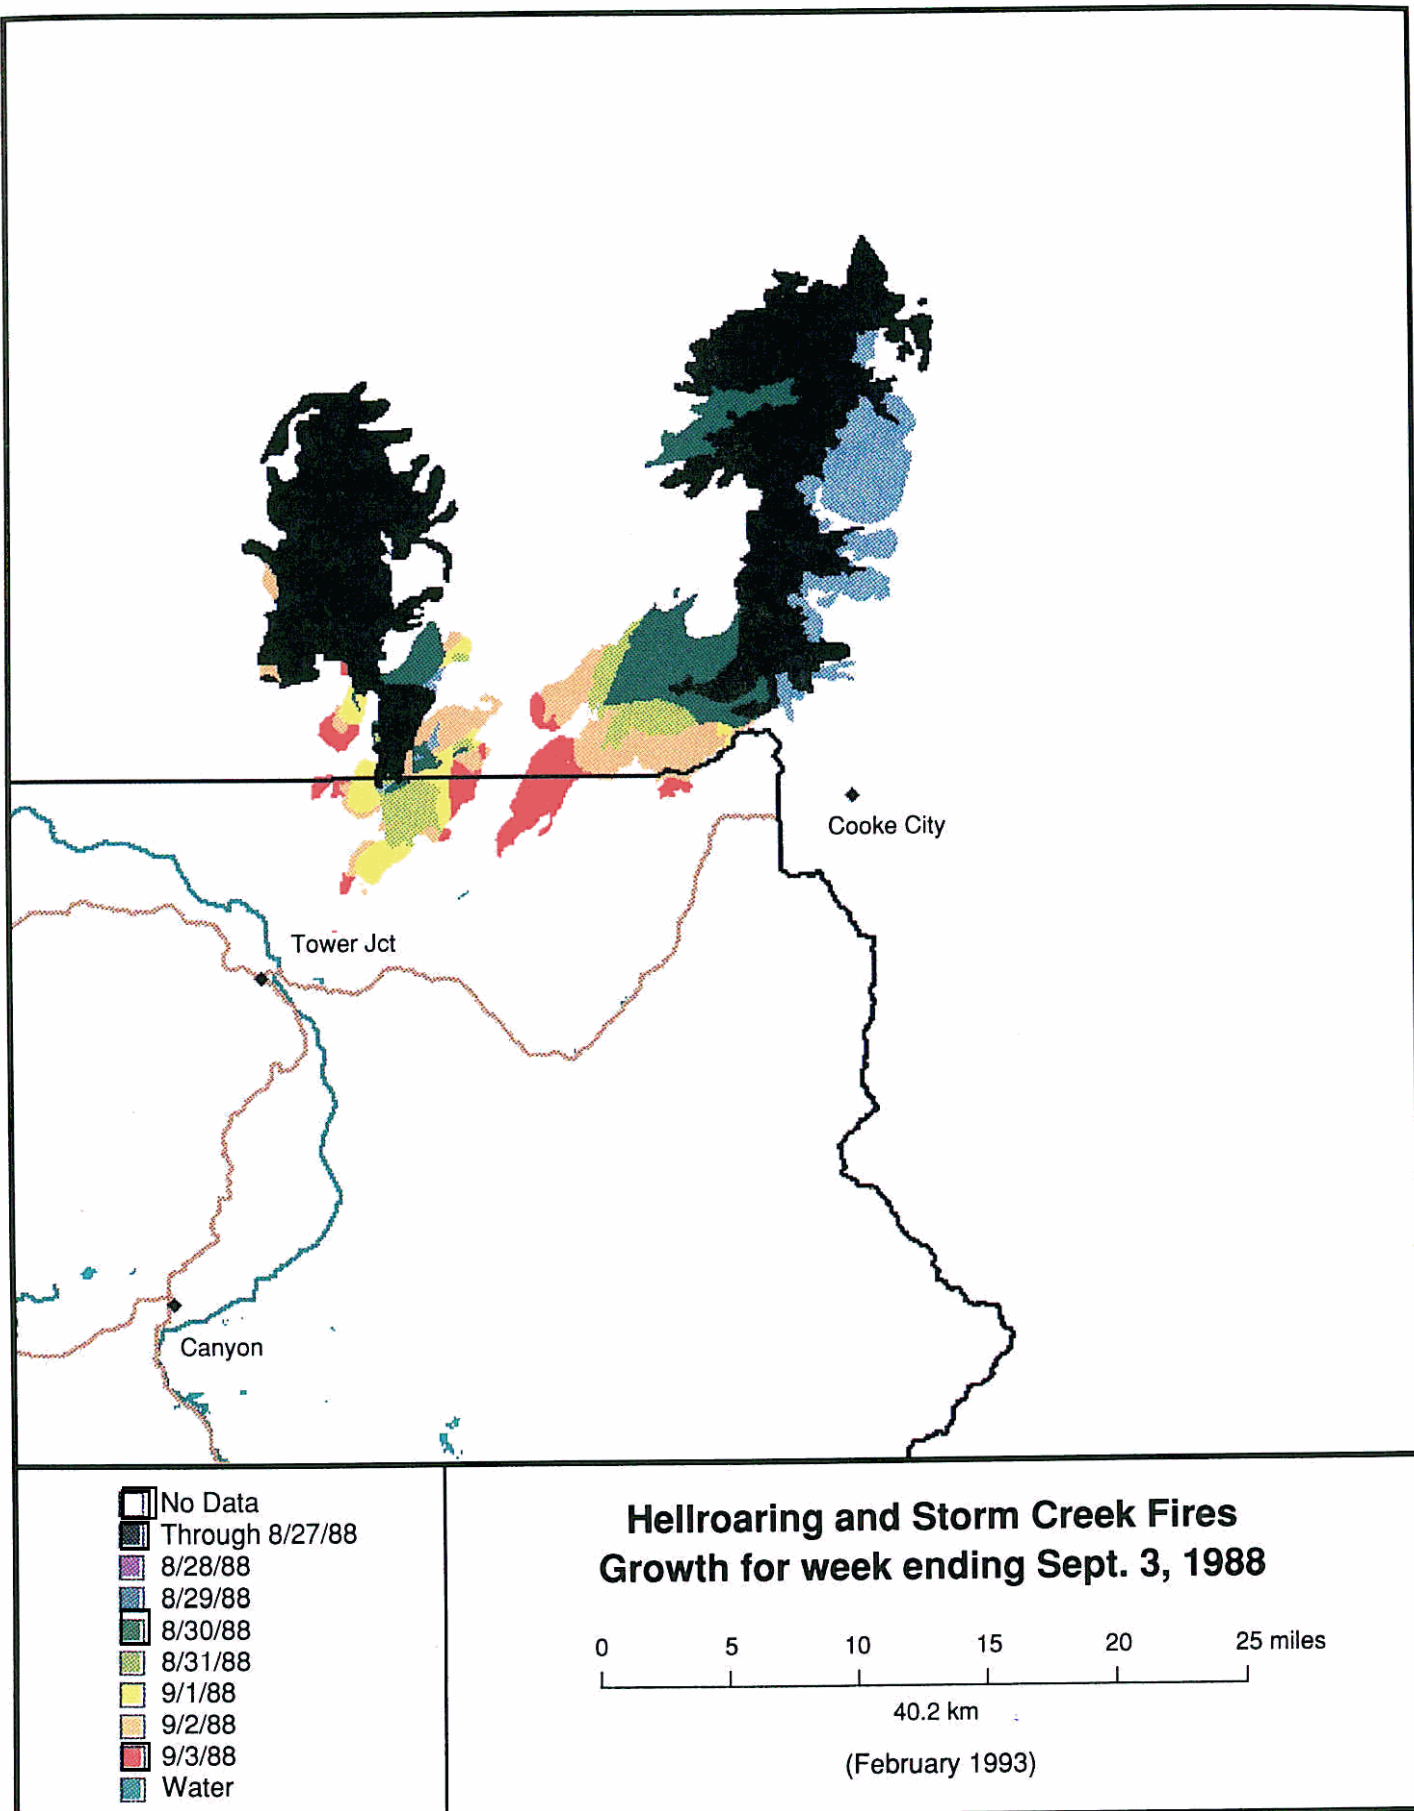 Cooke City
Tower Jct
Canyon
No Data
Through 8/27/88
8/28/88
8/29/88
8/30/88
8/31/88
9/1/88
9/2/88
9/3/88
Water
Hellroaring and Storm Creek Fires
Growth for week ending Sept. 3, 1988
0 5 10 15 20 25 miles
40.2 km
(February 1993)